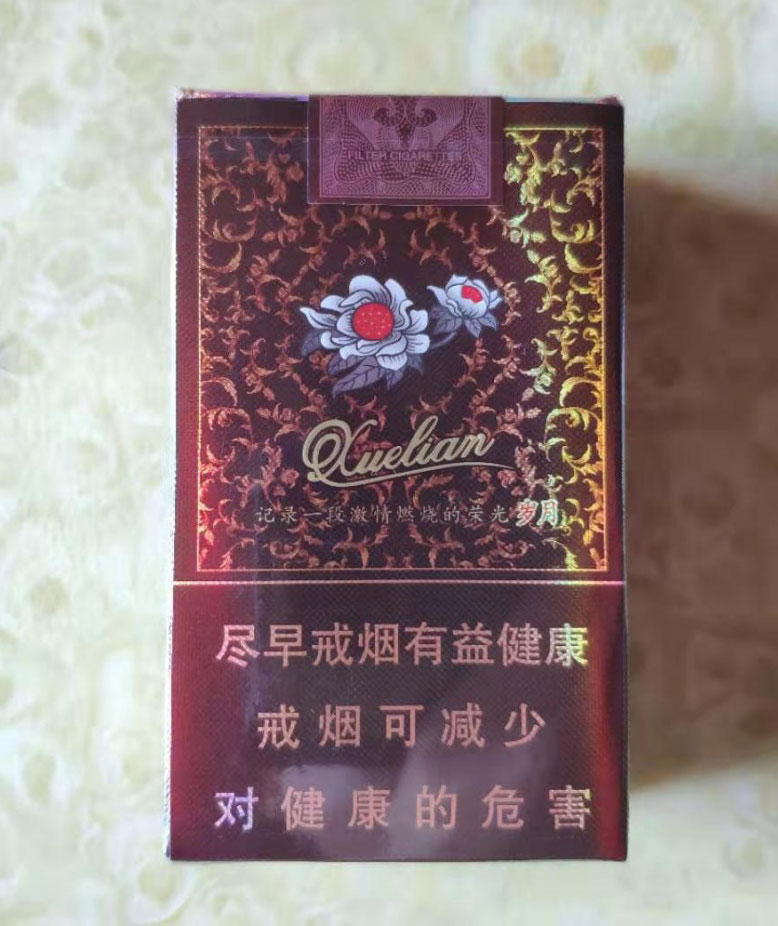 FILTER CIGARETTES
Xuelian
记录一段激情燃烧的荣光岁月
尽早戒烟有益健康
戒烟可减少
对健康的危害